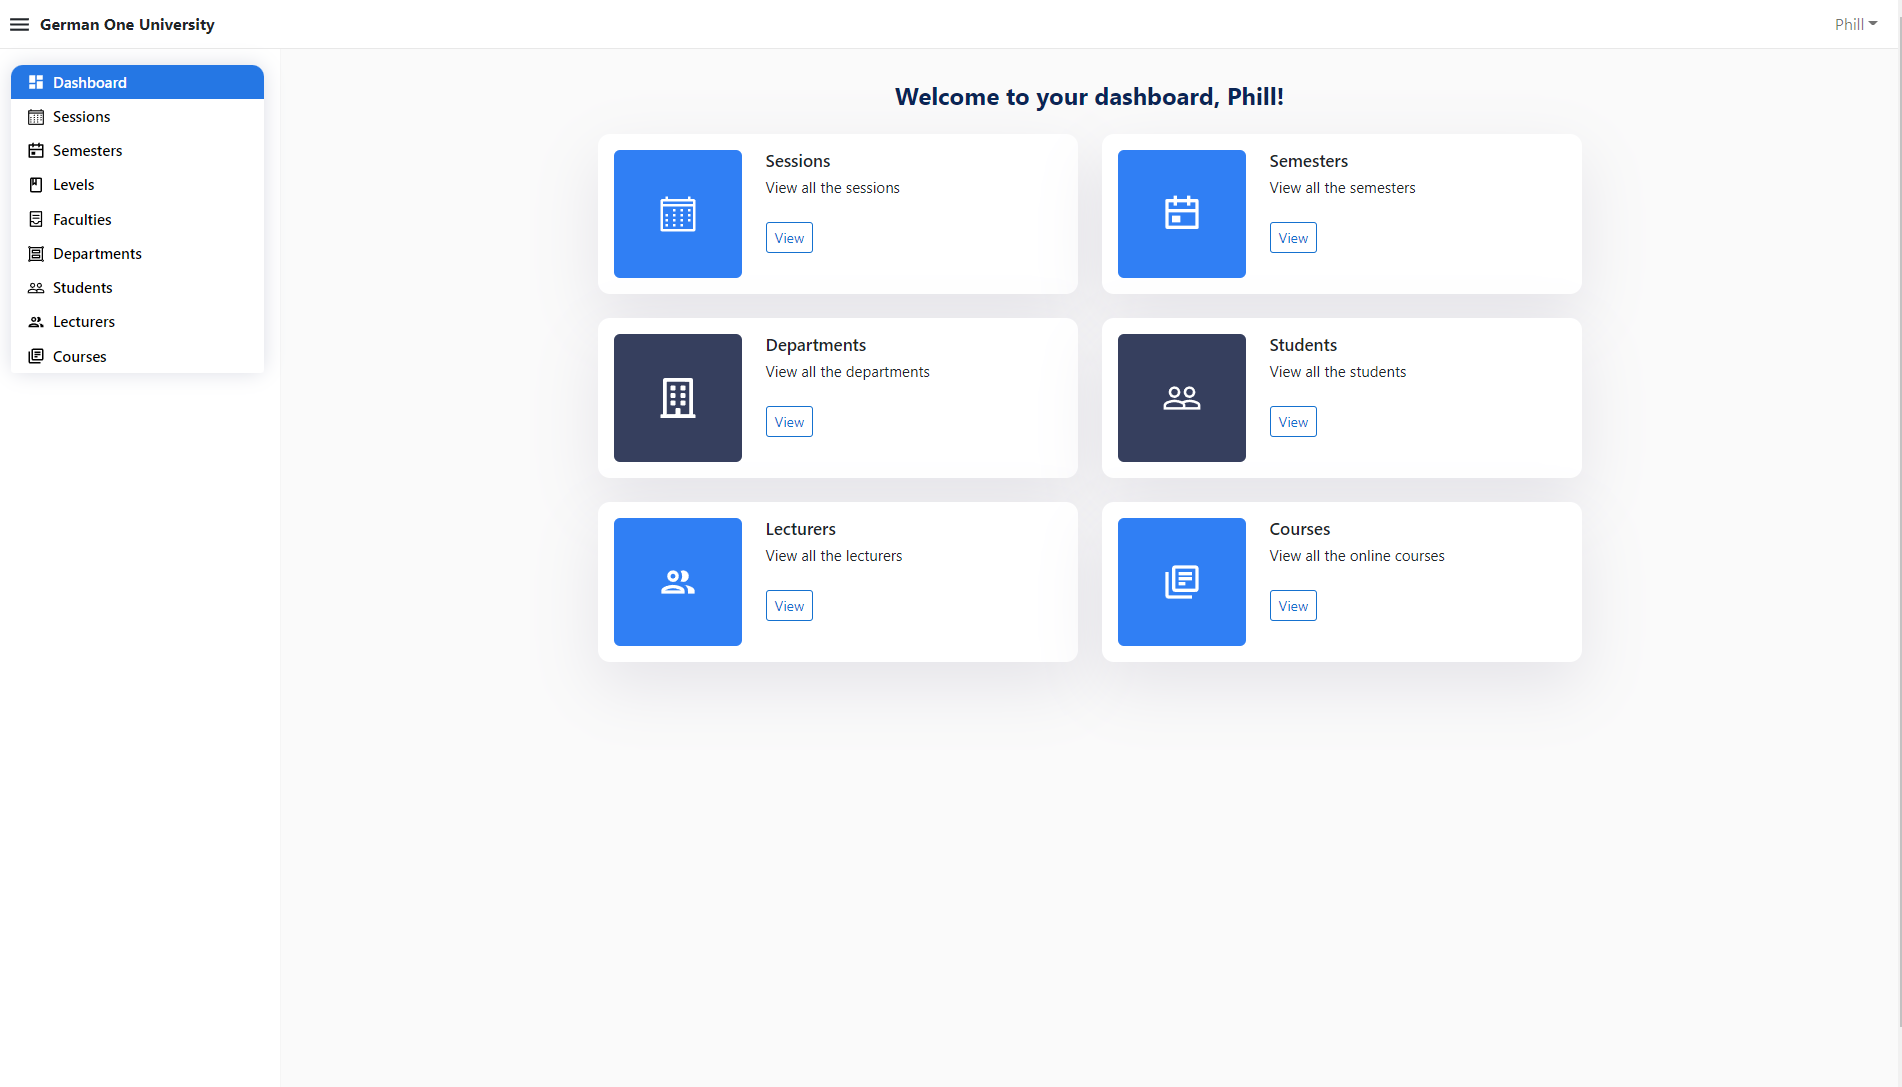 German One University
Phill
Dashboard
Sessions
Semesters
Levels
Faculties
Departments
Students
Lecturers
Courses
Welcome to your dashboard, Phill!
Sessions
View all the sessions
View
Semesters
View all the semesters
View
Departments
View all the departments
View
Students
View all the students
View
Lecturers
View all the lecturers
View
Courses
View all the online courses
View